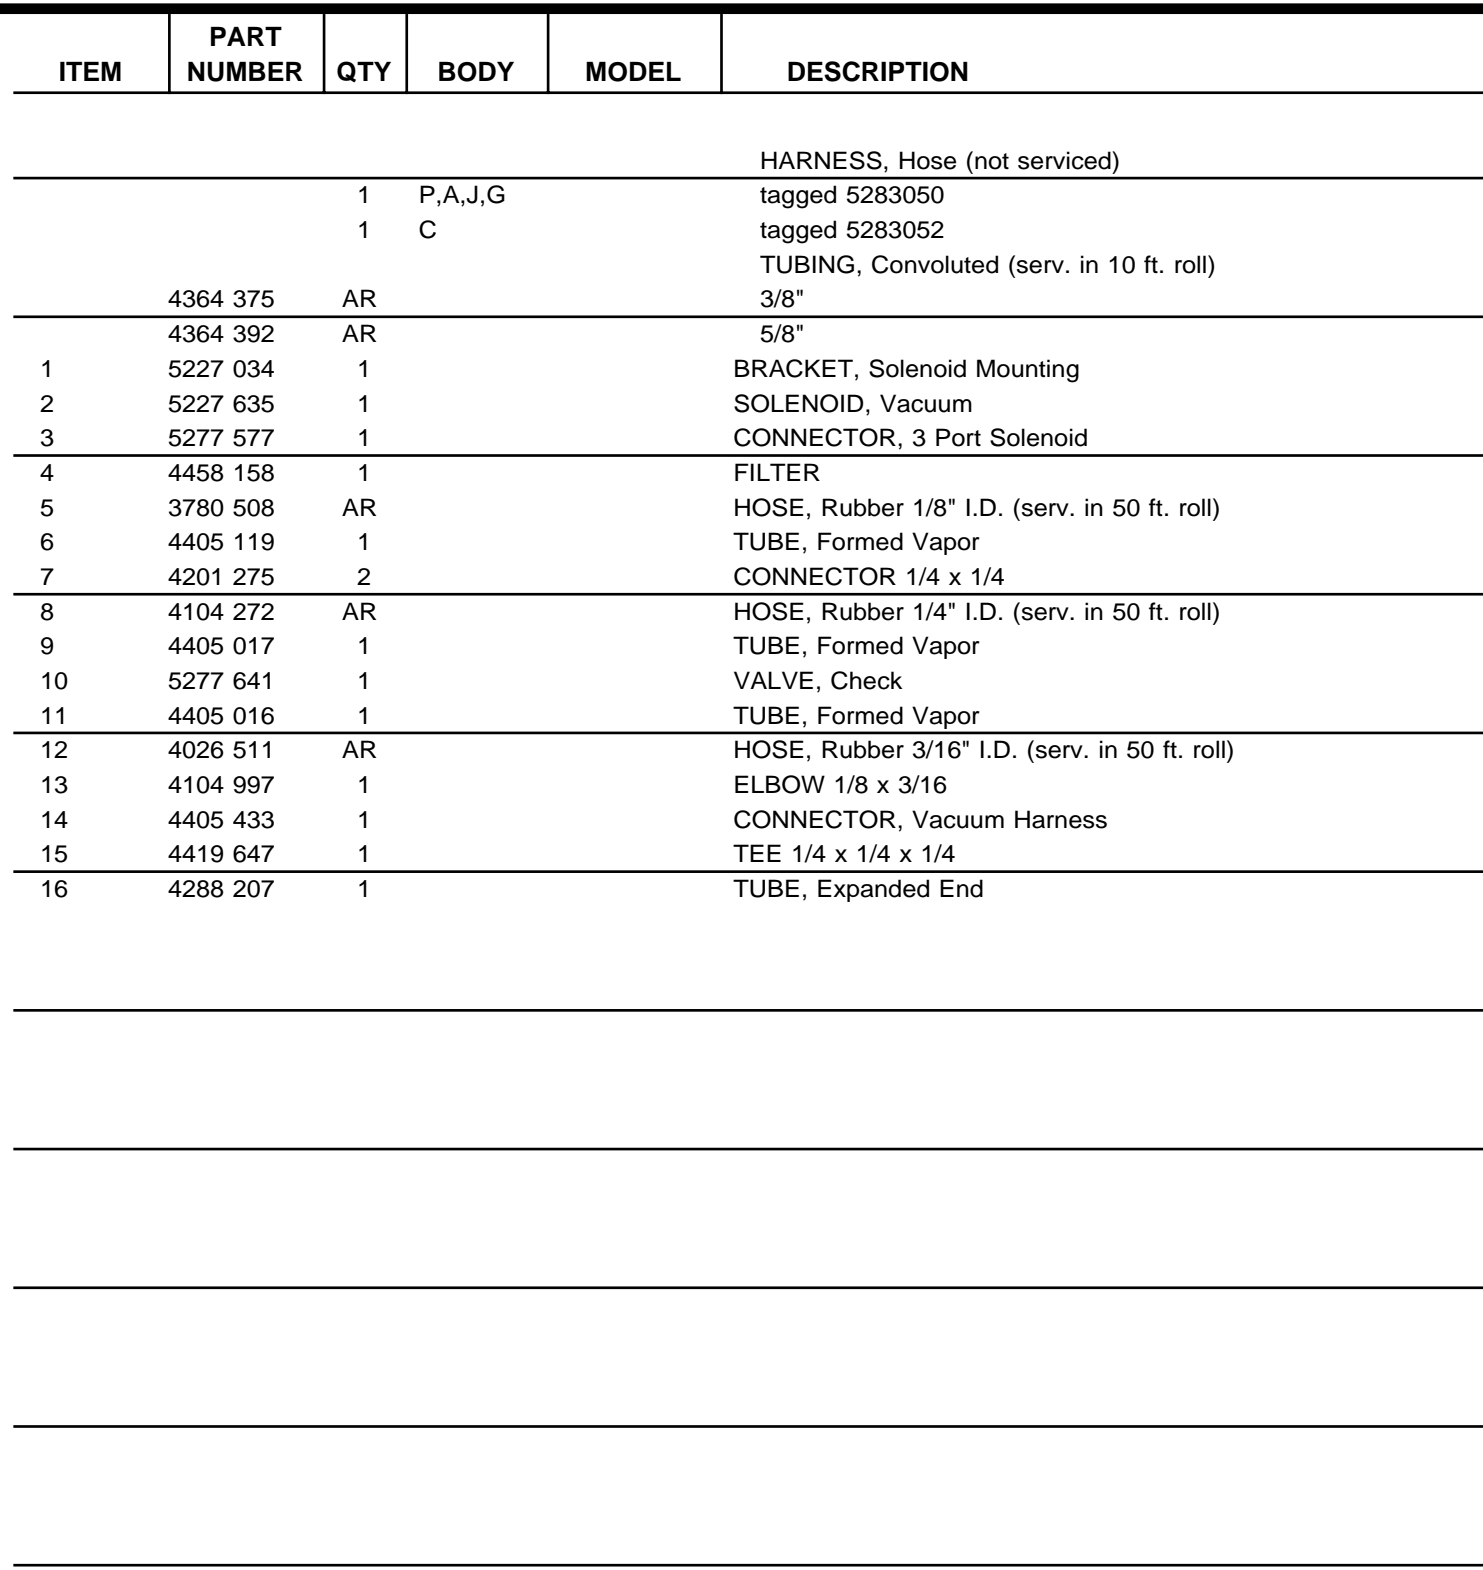 PART
ITEM NUMBER QTY BODY MODEL DESCRIPTION
HARNESS, Hose (not serviced)
1 P,A,J,G tagged 5283050
1 C tagged 5283052
TUBING, Convoluted (serv. in 10 ft. roll)
4364 375 AR 3/8"
4364 392 AR 5/8"
1 5227 034 1 BRACKET, Solenoid Mounting
2 5227 635 1 SOLENOID, Vacuum
3 5277 577 1 CONNECTOR, 3 Port Solenoid
4 4458 158 1 FILTER
5 3780 508 AR HOSE, Rubber 1/8" I.D. (serv. in 50 ft. roll)
6 4405 119 1 TUBE, Formed Vapor
7 4201 275 2 CONNECTOR 1/4 x 1/4
8 4104 272 AR HOSE, Rubber 1/4" I.D. (serv. in 50 ft. roll)
9 4405 017 1 TUBE, Formed Vapor
10 5277 641 1 VALVE, Check
11 4405 016 1 TUBE, Formed Vapor
12 4026 511 AR HOSE, Rubber 3/16" I.D. (serv. in 50 ft. roll)
13 4104 997 1 ELBOW 1/8 x 3/16
14 4405 433 1 CONNECTOR, Vacuum Harness
15 4419 647 1 TEE 1/4 x 1/4 x 1/4
16 4288 207 1 TUBE, Expanded End